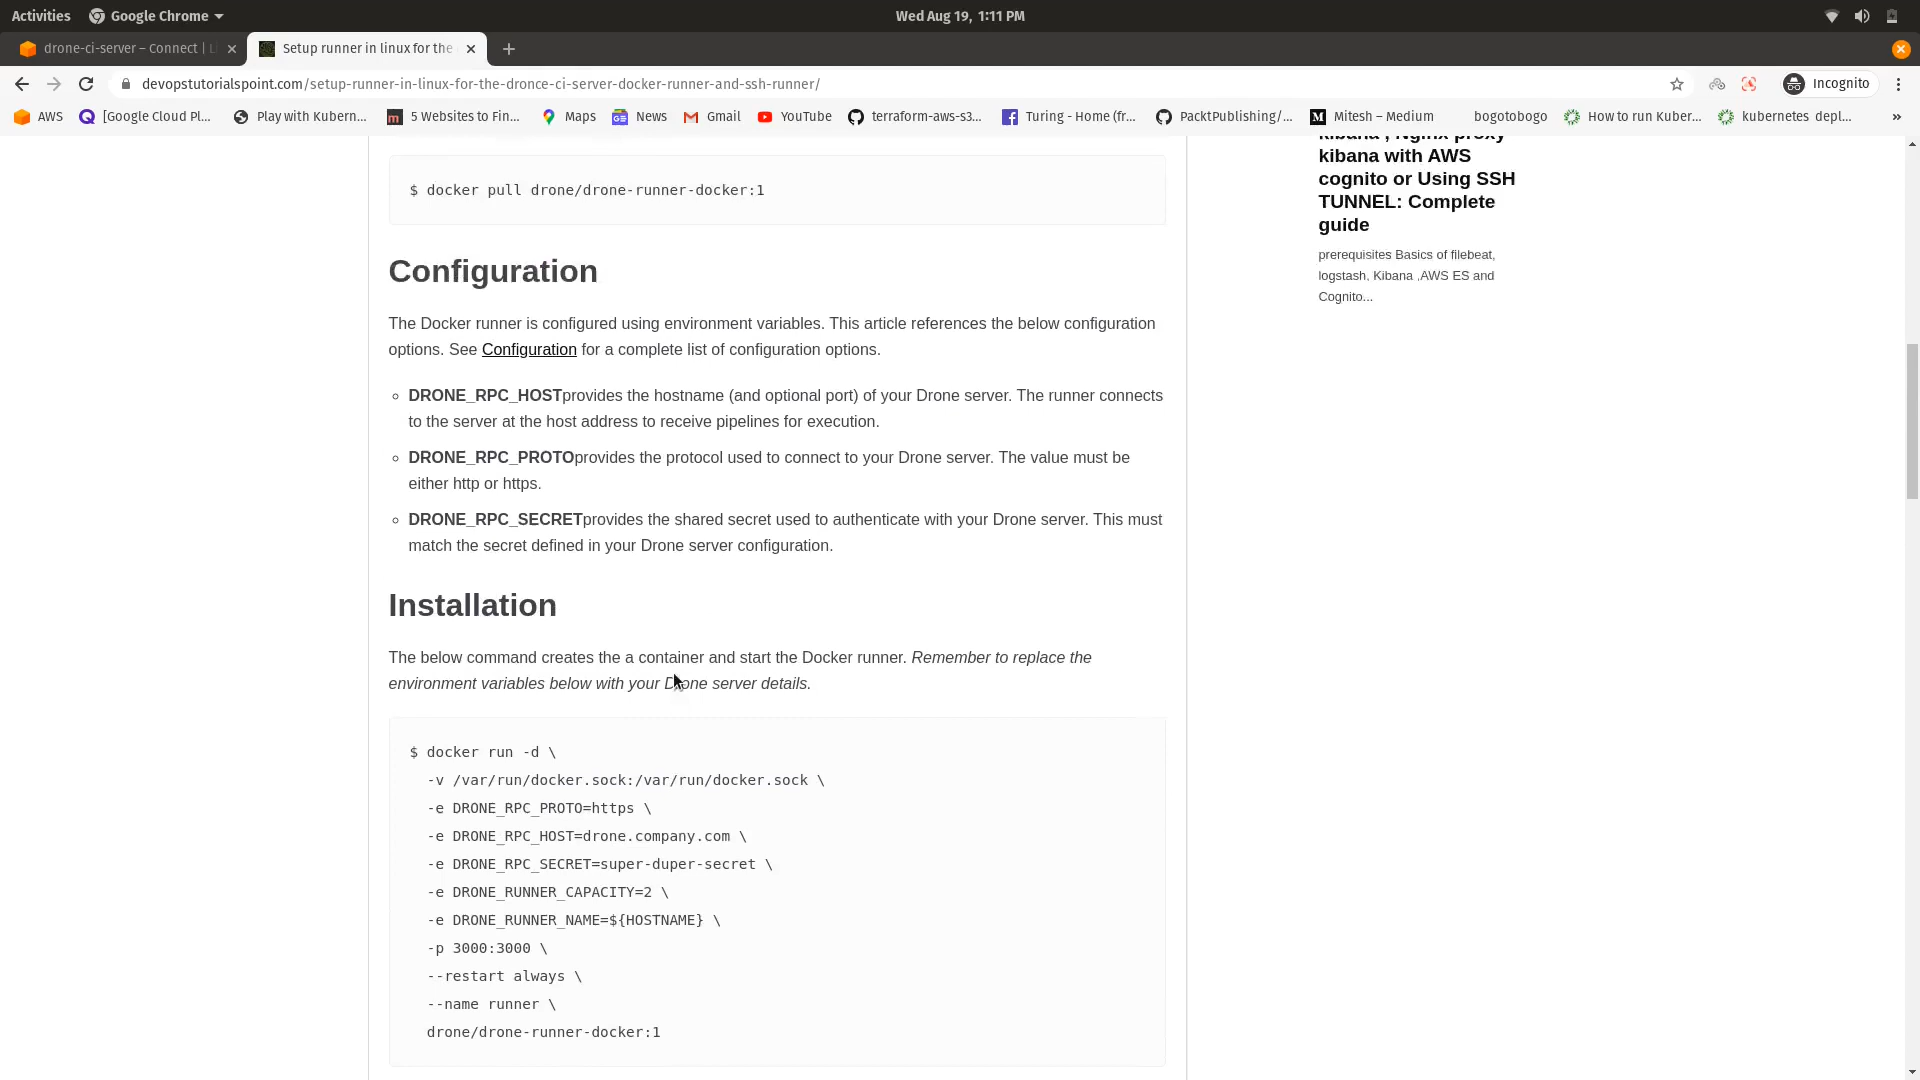 Activities
Google Chrome
Wed Aug 19, 1:11 PM
drone-ci-server – Connect |
Setup runner in linux for the
devopstutorialspoint.com/setup-runner-in-linux-for-the-dronce-ci-server-docker-runner-and-ssh-runner/
Incognito
AWS
[Google Cloud Pl...
Play with Kubern...
5 Websites to Fin...
Maps
News
Gmail
YouTube
terraform-aws-s3...
Turing - Home (fr...
PacktPublishing/...
Mitesh – Medium
bogotobogo
How to run Kuber...
kubernetes depl...
»
$ docker pull drone/drone-runner-docker:1
Configuration
The Docker runner is configured using environment variables. This article references the below configuration
options. See Configuration for a complete list of configuration options.
DRONE_RPC_HOSTprovides the hostname (and optional port) of your Drone server. The runner connects
to the server at the host address to receive pipelines for execution.
DRONE_RPC_PROTOprovides the protocol used to connect to your Drone server. The value must be
either http or https.
DRONE_RPC_SECRETprovides the shared secret used to authenticate with your Drone server. This must
match the secret defined in your Drone server configuration.
Installation
The below command creates the a container and start the Docker runner. Remember to replace the
environment variables below with your Drone server details.
$ docker run -d \
-v /var/run/docker.sock:/var/run/docker.sock \
-e DRONE_RPC_PROTO=https \
-e DRONE_RPC_HOST=drone.company.com \
-e DRONE_RPC_SECRET=super-duper-secret \
-e DRONE_RUNNER_CAPACITY=2 \
-e DRONE_RUNNER_NAME=${HOSTNAME} \
-p 3000:3000 \
--restart always \
--name runner \
drone/drone-runner-docker:1
kibana , Nginx proxy
kibana with AWS
cognito or Using SSH
TUNNEL: Complete
guide
prerequisites Basics of filebeat,
logstash, Kibana ,AWS ES and
Cognito...